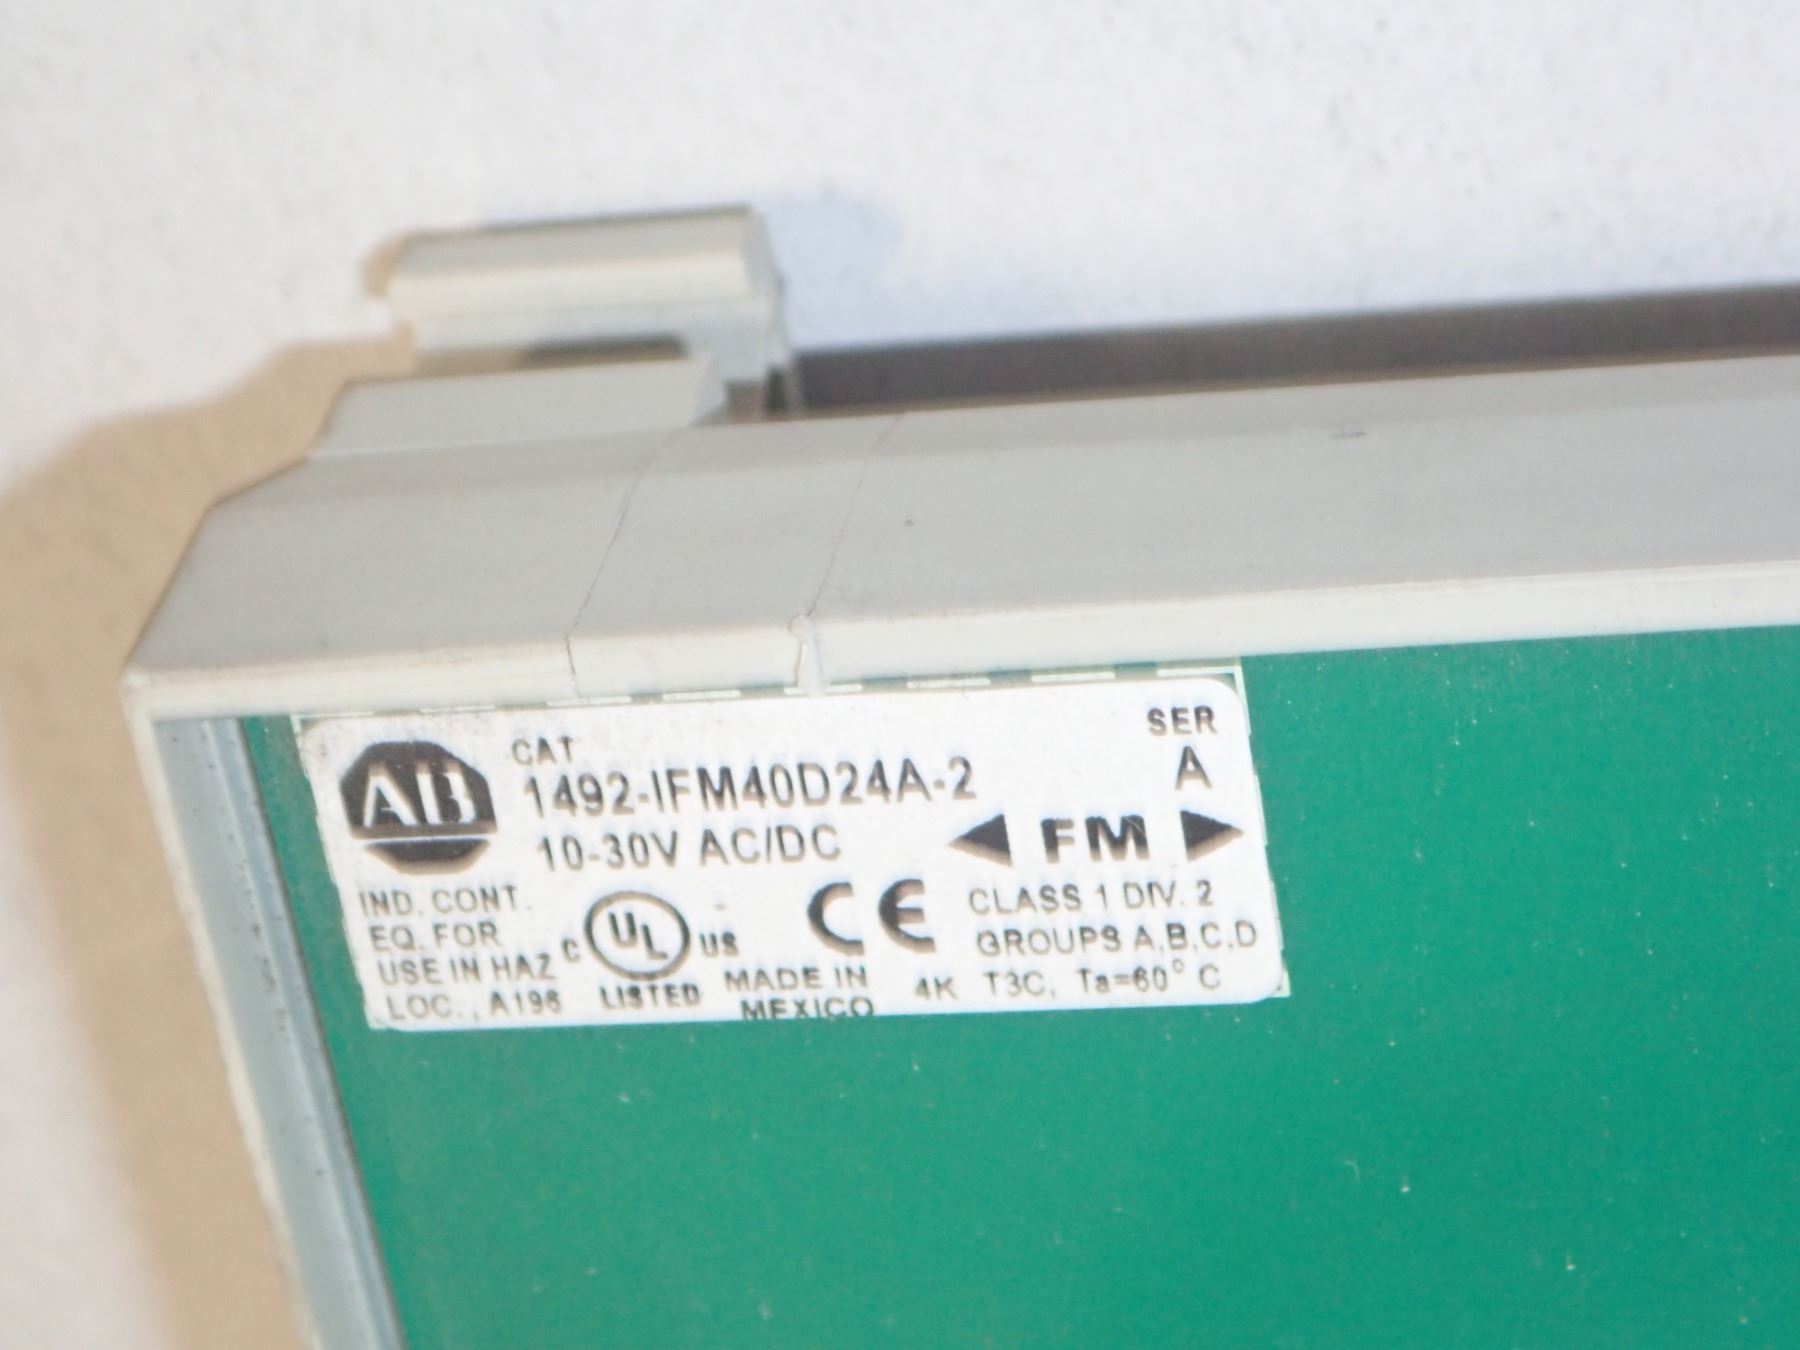 AB
CAT
1492-IFM40D24A-2
10-30V AC/DC
SER
A
FM
IND. CONT.
EQ. FOR
USE IN HAZ
LOC., A196
C UL US
LISTED
MADE IN
MEXICO
CE
CLASS 1 DIV. 2
GROUPS A,B,C,D
4K T3C, Ta=60° C